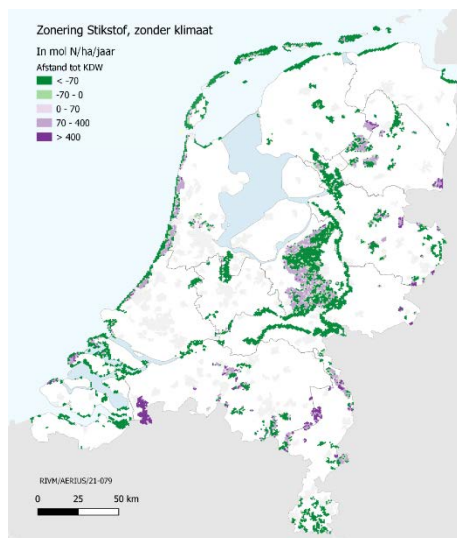 Zonering Stikstof, zonder klimaat
In mol N/ha/jaar
Afstand tot KDW
< -70
-70 - 0
0 - 70
70 - 400
> 400
RIVM/AERIUS/21-079
0 25 50 km